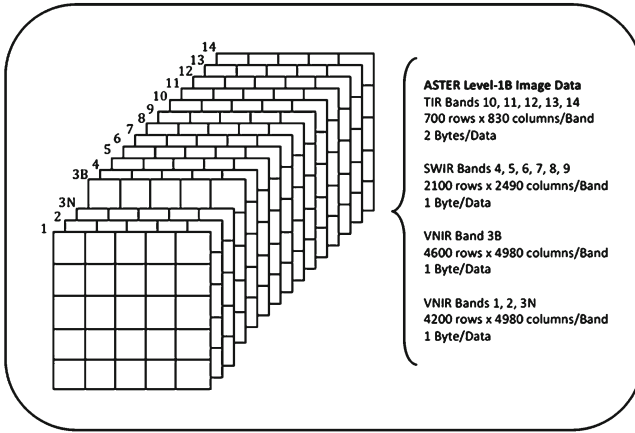 14
13
12
11
10
9
8
7
6
5
4
3B
3N
2
1
ASTER Level-1B Image Data
TIR Bands 10, 11, 12, 13, 14
700 rows x 830 columns/Band
2 Bytes/Data
SWIR Bands 4, 5, 6, 7, 8, 9
2100 rows x 2490 columns/Band
1 Byte/Data
VNIR Band 3B
4600 rows x 4980 columns/Band
1 Byte/Data
VNIR Bands 1, 2, 3N
4200 rows x 4980 columns/Band
1 Byte/Data